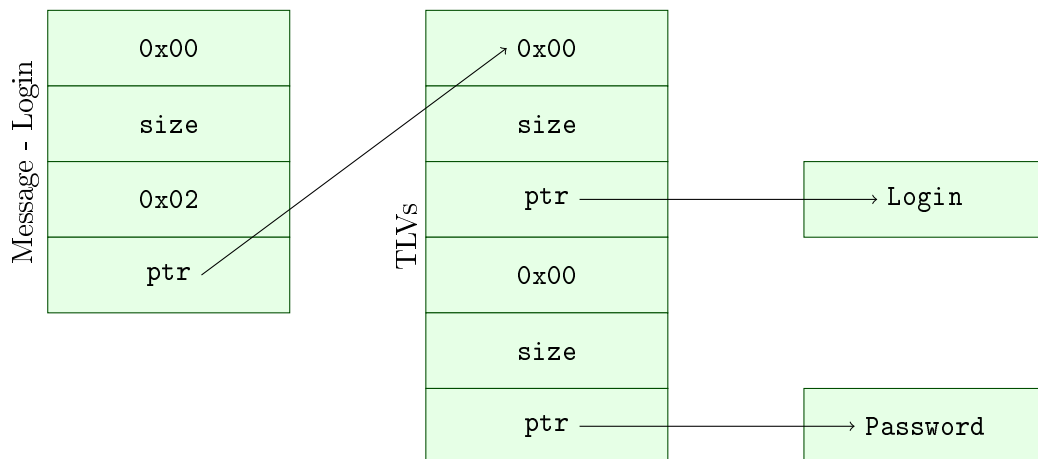 Message - Login
0x00
size
0x02
ptr
TLVs
0x00
size
ptr
0x00
size
ptr
Login
Password